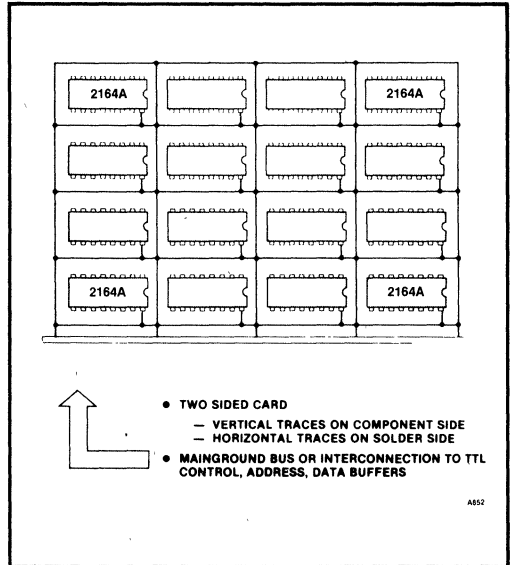 2164A 2164A
2164A 2164A
● TWO SIDED CARD
— VERTICAL TRACES ON COMPONENT SIDE
— HORIZONTAL TRACES ON SOLDER SIDE
● MAINGROUND BUS OR INTERCONNECTION TO TTL
CONTROL, ADDRESS, DATA BUFFERS
A852